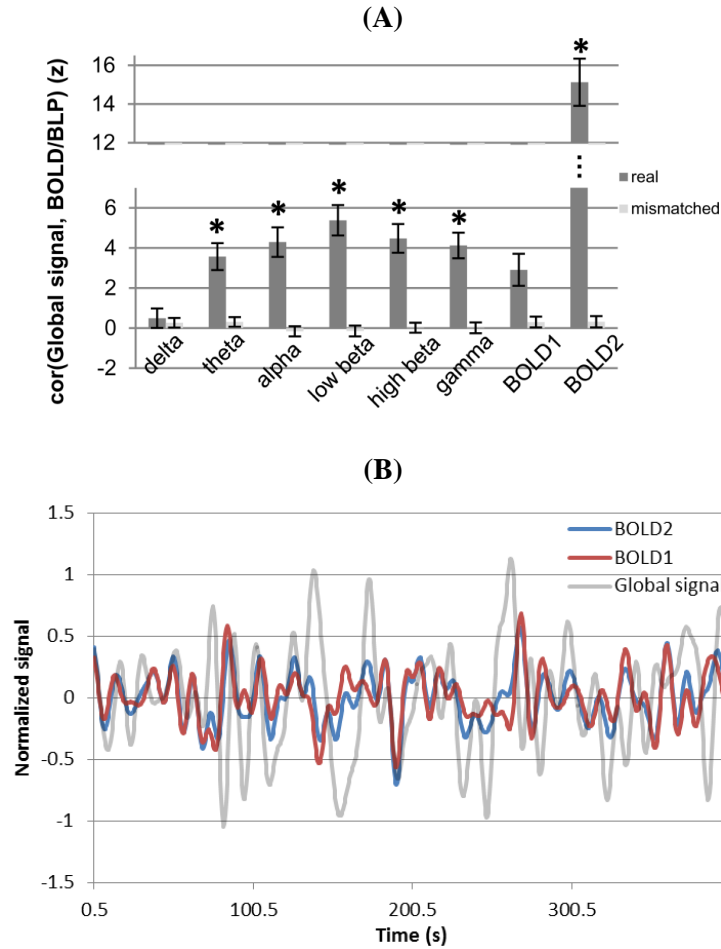 (A)
cor(Global signal, BOLD/BLP) (z)
16
14
12
6
4
2
0
-2
*
*
*
*
*
*
⋮
real
mismatched
delta
theta
alpha
low beta
high beta
gamma
BOLD1
BOLD2
(B)
Normalized signal
1.5
1
0.5
0
-0.5
-1
-1.5
BOLD2
BOLD1
Global signal
0.5
100.5
200.5
300.5
Time (s)